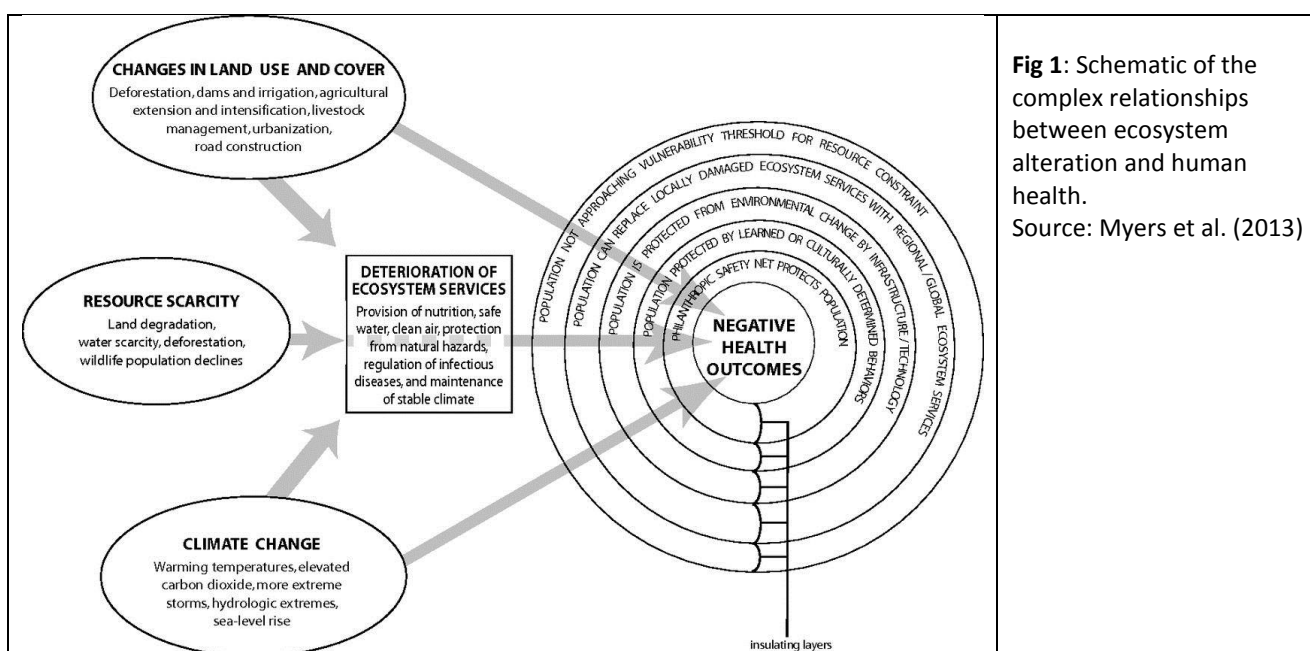 CHANGES IN LAND USE AND COVER
Deforestation, dams and irrigation, agricultural
extension and intensification, livestock
management, urbanization,
road construction
RESOURCE SCARCITY
Land degradation,
water scarcity, deforestation,
wildlife population declines
CLIMATE CHANGE
Warming temperatures, elevated
carbon dioxide, more extreme
storms, hydrologic extremes,
sea-level rise
DETERIORATION OF
ECOSYSTEM SERVICES
Provision of nutrition, safe
water, clean air, protection
from natural hazards,
regulation of infectious
diseases, and maintenance
of stable climate
POPULATION NOT APPROACHING VULNERABILITY THRESHOLD FOR RESOURCE CONSTRAINT
POPULATION CAN REPLACE LOCALLY DAMAGED ECOSYSTEM SERVICES WITH REGIONAL / GLOBAL ECOSYSTEM SERVICES
POPULATION IS PROTECTED FROM ENVIRONMENTAL CHANGE BY INFRASTRUCTURE / TECHNOLOGY
POPULATION PROTECTED BY LEARNED OR CULTURALLY DETERMINED BEHAVIORS
PHILANTHROPIC SAFETY NET PROTECTS POPULATION
NEGATIVE
HEALTH
OUTCOMES
insulating layers
Fig 1: Schematic of the
complex relationships
between ecosystem
alteration and human
health.
Source: Myers et al. (2013)